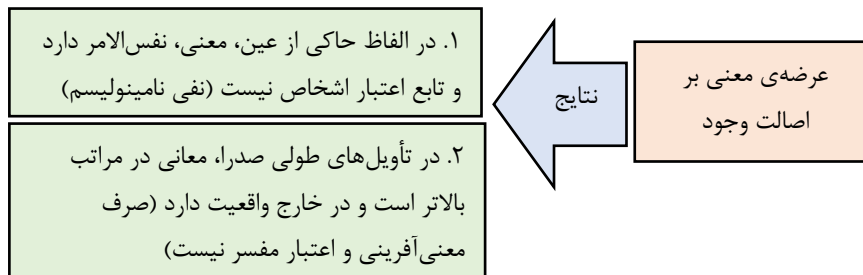 عرضه‌ی معنی بر
اصالت وجود
نتایج
۱. در الفاظ حاکی از عین، معنی، نفس‌الامر دارد
و تابع اعتبار اشخاص نیست (نفی نامینولیسم)
۲. در تأویل‌های طولی صدرا، معانی در مراتب
بالاتر است و در خارج واقعیت دارد (صرف
معنی‌آفرینی و اعتبار مفسر نیست)